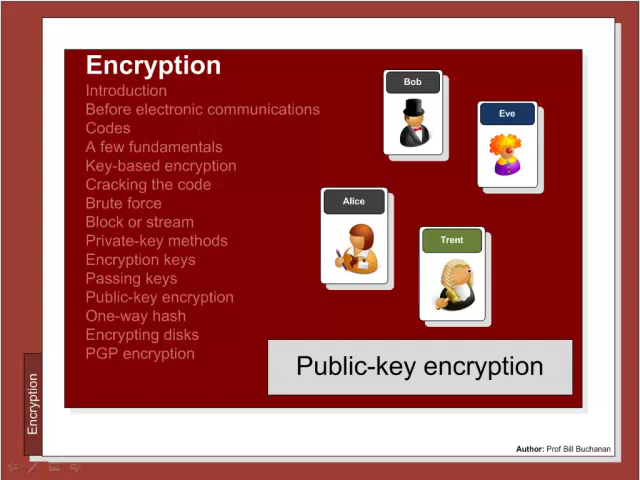 Encryption
Introduction
Before electronic communications
Codes
A few fundamentals
Key-based encryption
Cracking the code
Brute force
Block or stream
Private-key methods
Encryption keys
Passing keys
Public-key encryption
One-way hash
Encrypting disks
PGP encryption
Bob
Eve
Alice
Trent
Public-key encryption
Encryption
Author: Prof Bill Buchanan